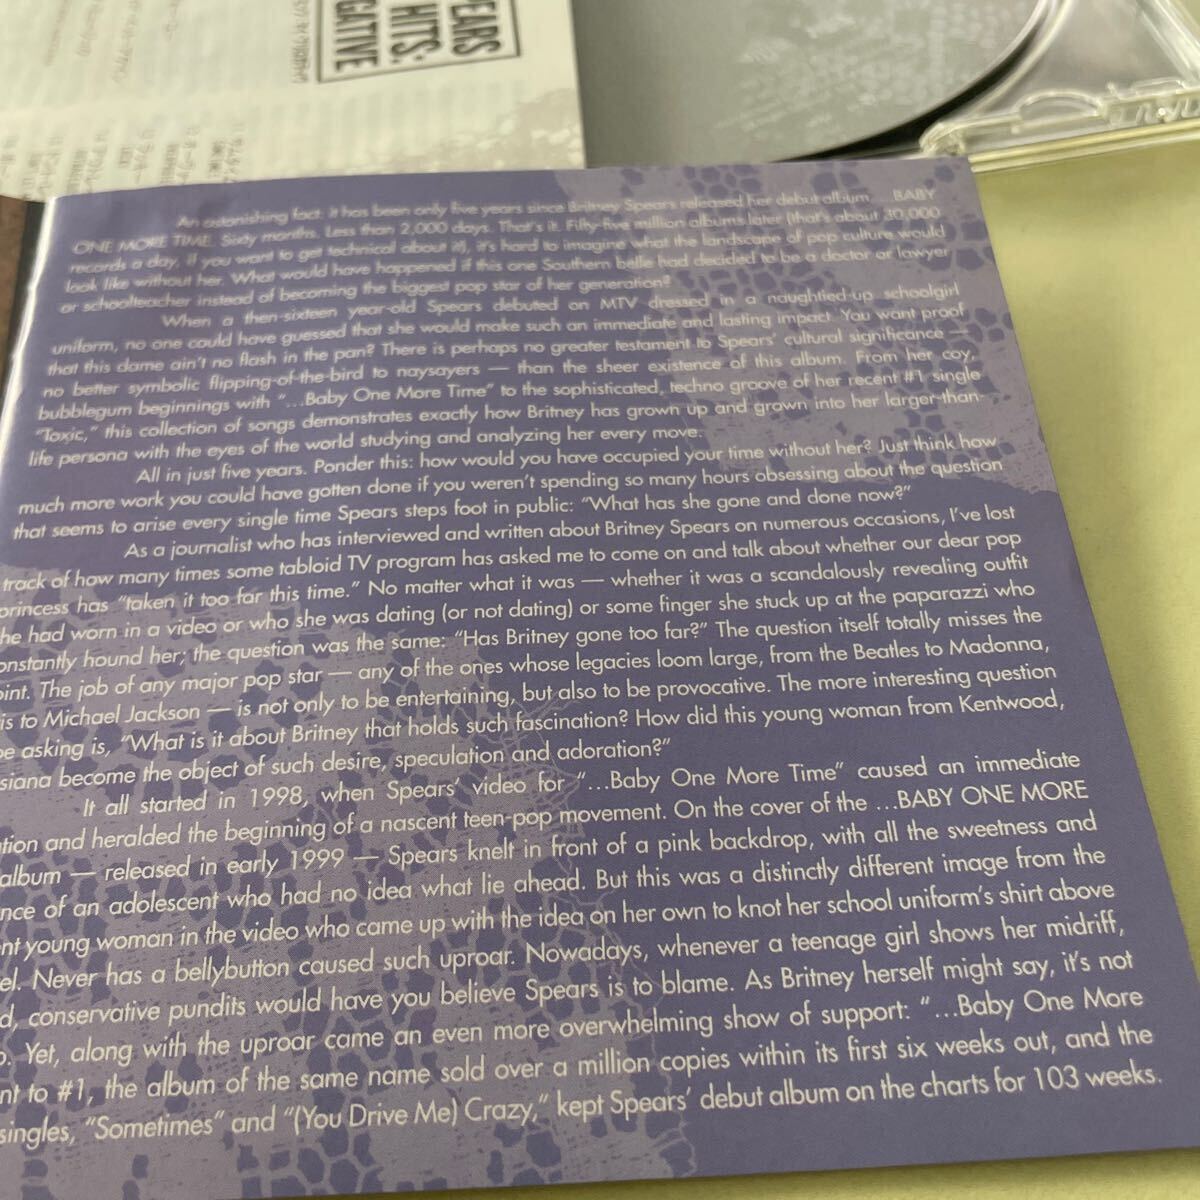 EARS
HITS:
GATIVE
An astonishing fact: it has been only five years since Britney Spears released her debut album ...BABY
ONE MORE TIME. Sixty months. Less than 2,000 days. That's it. Fifty-five million albums later (that's about 30,000
records a day, if you want to get technical about it), it's hard to imagine what the landscape of pop culture would
look like without her. What would have happened if this one Southern belle had decided to be a doctor or lawyer
or schoolteacher instead of becoming the biggest pop star of her generation?
When a then-sixteen year-old Spears debuted on MTV dressed in a naughtied-up schoolgirl
uniform, no one could have guessed that she would make such an immediate and lasting impact. You want proof
that this dame ain't no flash in the pan? There is perhaps no greater testament to Spears' cultural significance —
no better symbolic flipping-of-the-bird to naysayers — than the sheer existence of this album. From her coy,
bubblegum beginnings with "...Baby One More Time" to the sophisticated, techno groove of her recent #1 single
"Toxic," this collection of songs demonstrates exactly how Britney has grown up and grown into her larger-than-
life persona with the eyes of the world studying and analyzing her every move.
All in just five years. Ponder this: how would you have occupied your time without her? Just think how
much more work you could have gotten done if you weren't spending so many hours obsessing about the question
that seems to arise every single time Spears steps foot in public: "What has she gone and done now?"
As a journalist who has interviewed and written about Britney Spears on numerous occasions, I've lost
track of how many times some tabloid TV program has asked me to come on and talk about whether our dear pop
princess has "taken it too far this time." No matter what it was — whether it was a scandalously revealing outfit
he had worn in a video or who she was dating (or not dating) or some finger she stuck up at the paparazzi who
onstantly hound her; the question was the same: "Has Britney gone too far?" The question itself totally misses the
oint. The job of any major pop star — any of the ones whose legacies loom large, from the Beatles to Madonna,
is to Michael Jackson — is not only to be entertaining, but also to be provocative. The more interesting question
be asking is, "What is it about Britney that holds such fascination? How did this young woman from Kentwood,
siana become the object of such desire, speculation and adoration?"
It all started in 1998, when Spears' video for "...Baby One More Time" caused an immediate
tion and heralded the beginning of a nascent teen-pop movement. On the cover of the ...BABY ONE MORE
album — released in early 1999 — Spears knelt in front of a pink backdrop, with all the sweetness and
nce of an adolescent who had no idea what lie ahead. But this was a distinctly different image from the
nt young woman in the video who came up with the idea on her own to knot her school uniform's shirt above
el. Never has a bellybutton caused such uproar. Nowadays, whenever a teenage girl shows her midriff,
d, conservative pundits would have you believe Spears is to blame. As Britney herself might say, it's not
o. Yet, along with the uproar came an even more overwhelming show of support: "...Baby One More
nt to #1, the album of the same name sold over a million copies within its first six weeks out, and the
singles, "Sometimes" and "(You Drive Me) Crazy," kept Spears' debut album on the charts for 103 weeks.